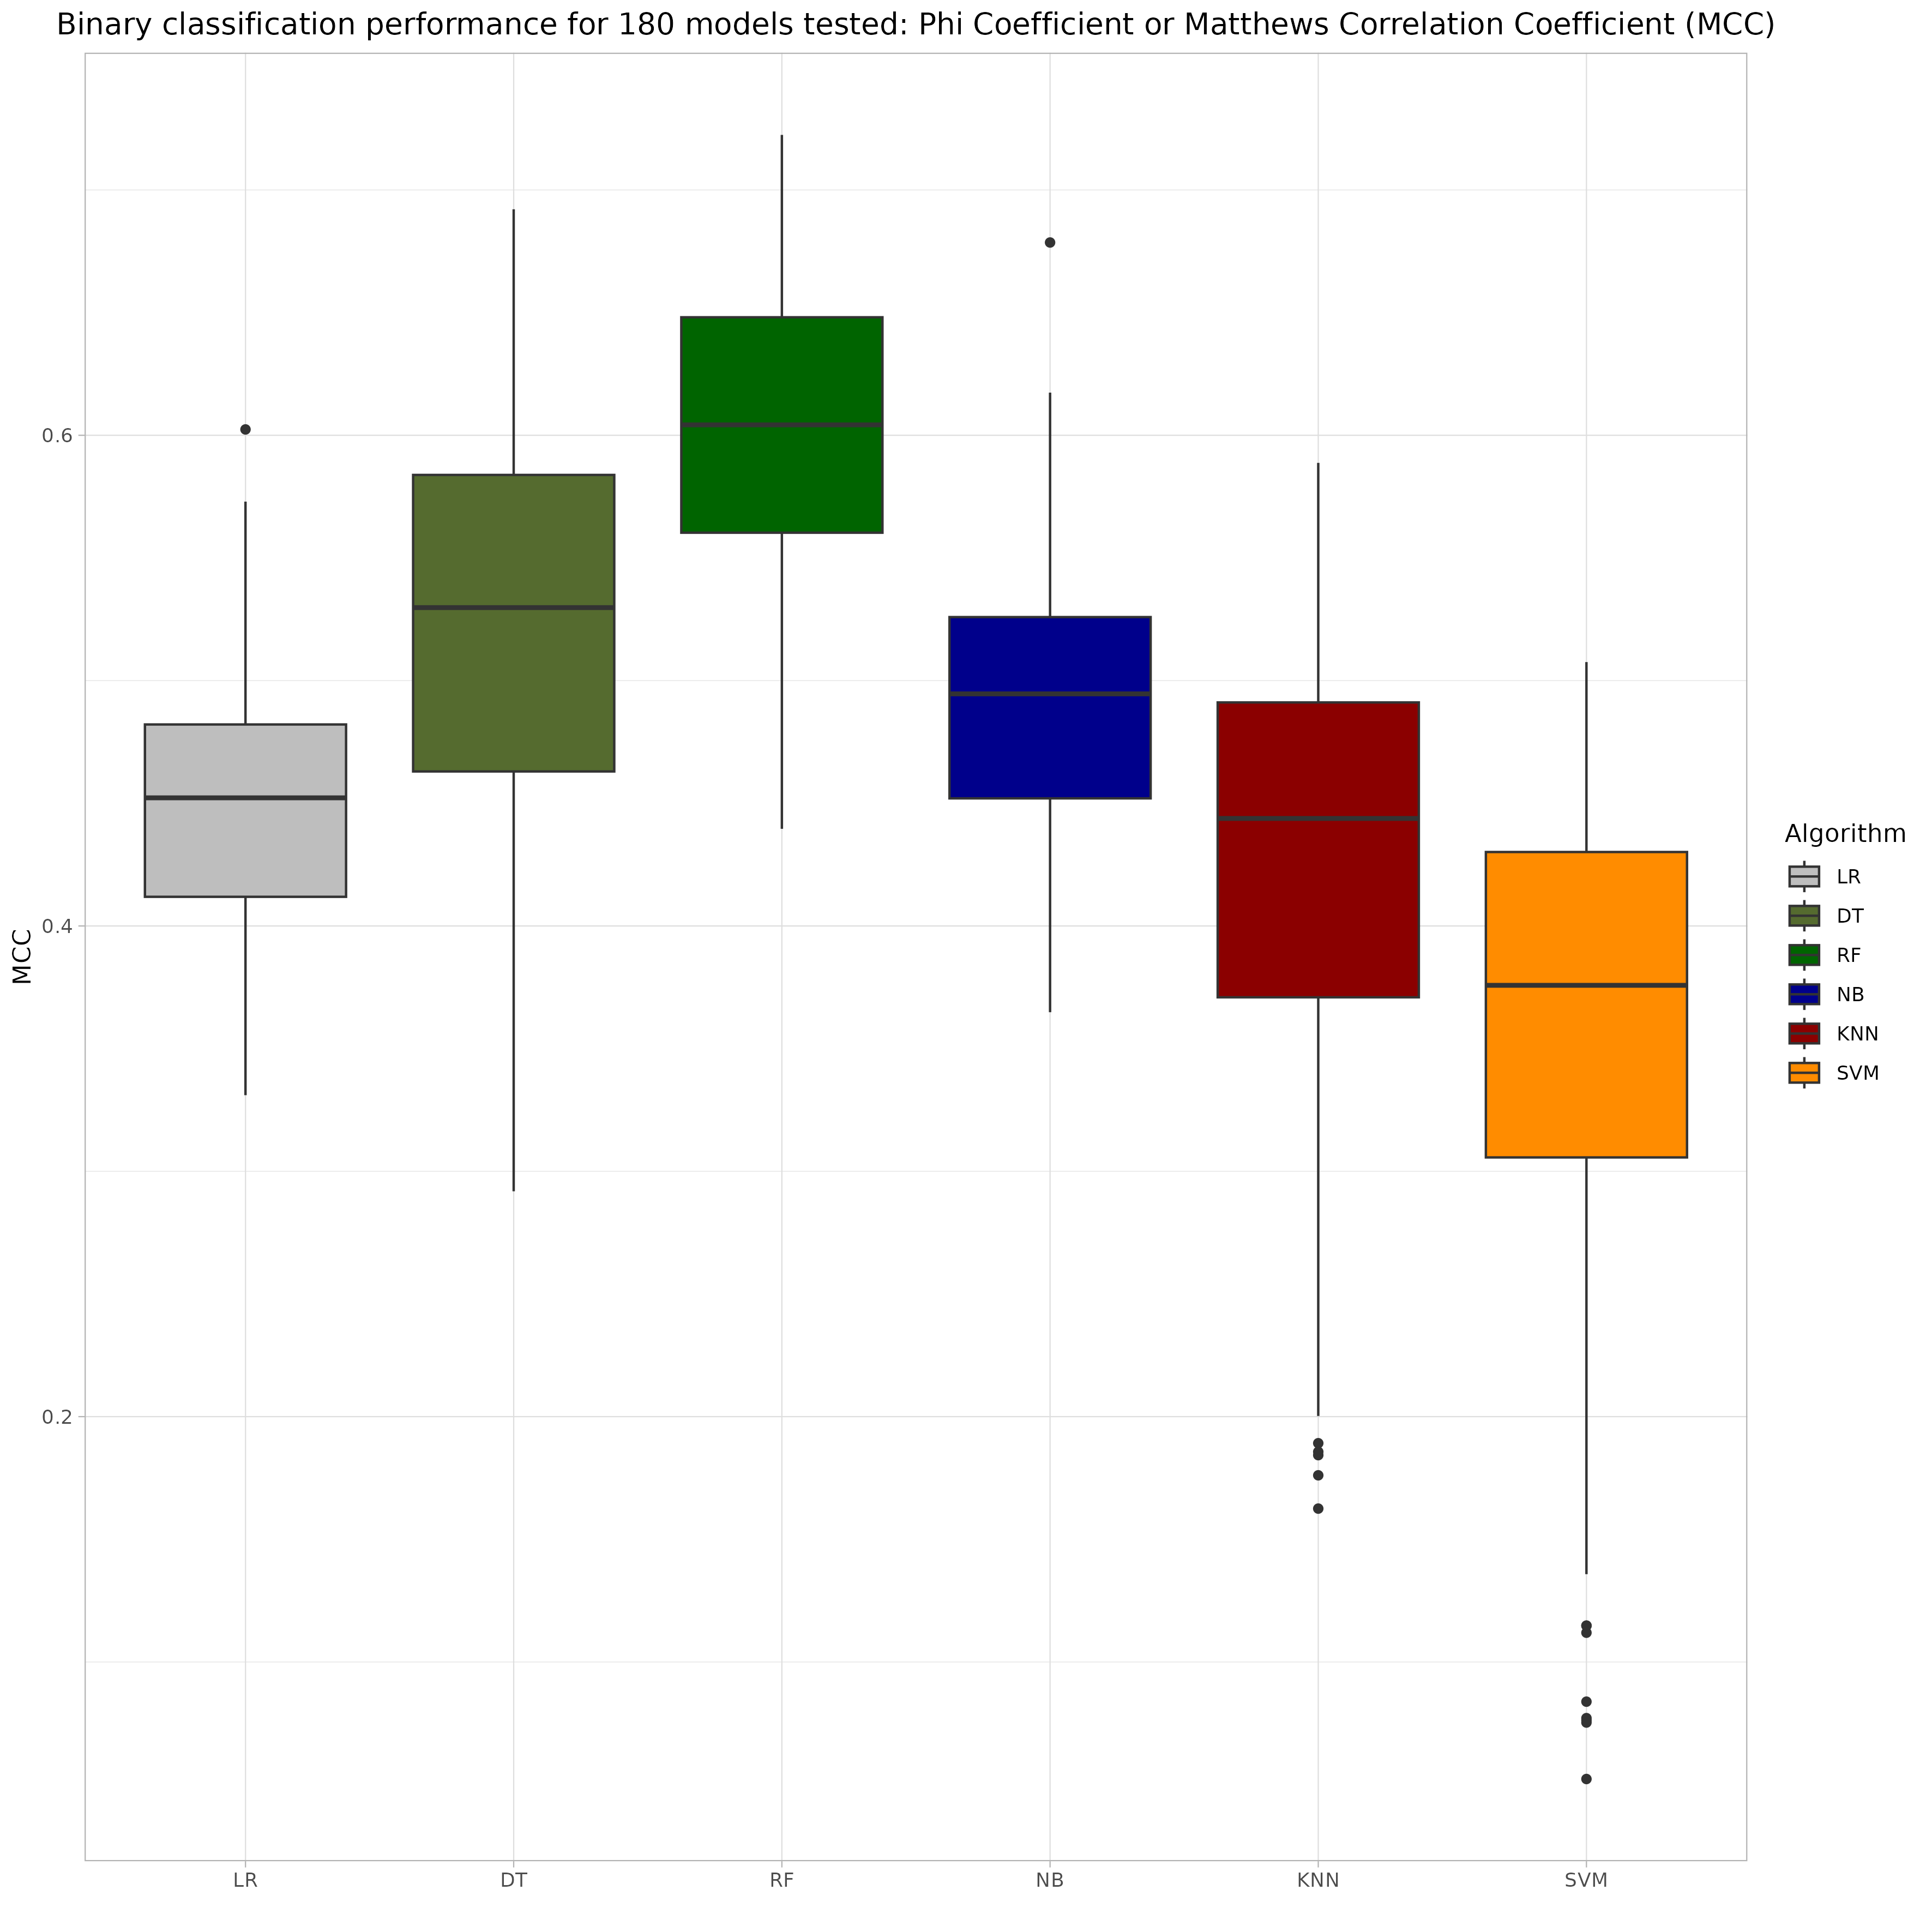 Binary classification performance for 180 models tested: Phi Coefficient or Matthews Correlation Coefficient (MCC)
0.6
0.4
0.2
MCC
LR
DT
RF
NB
KNN
SVM
Algorithm
LR
DT
RF
NB
KNN
SVM